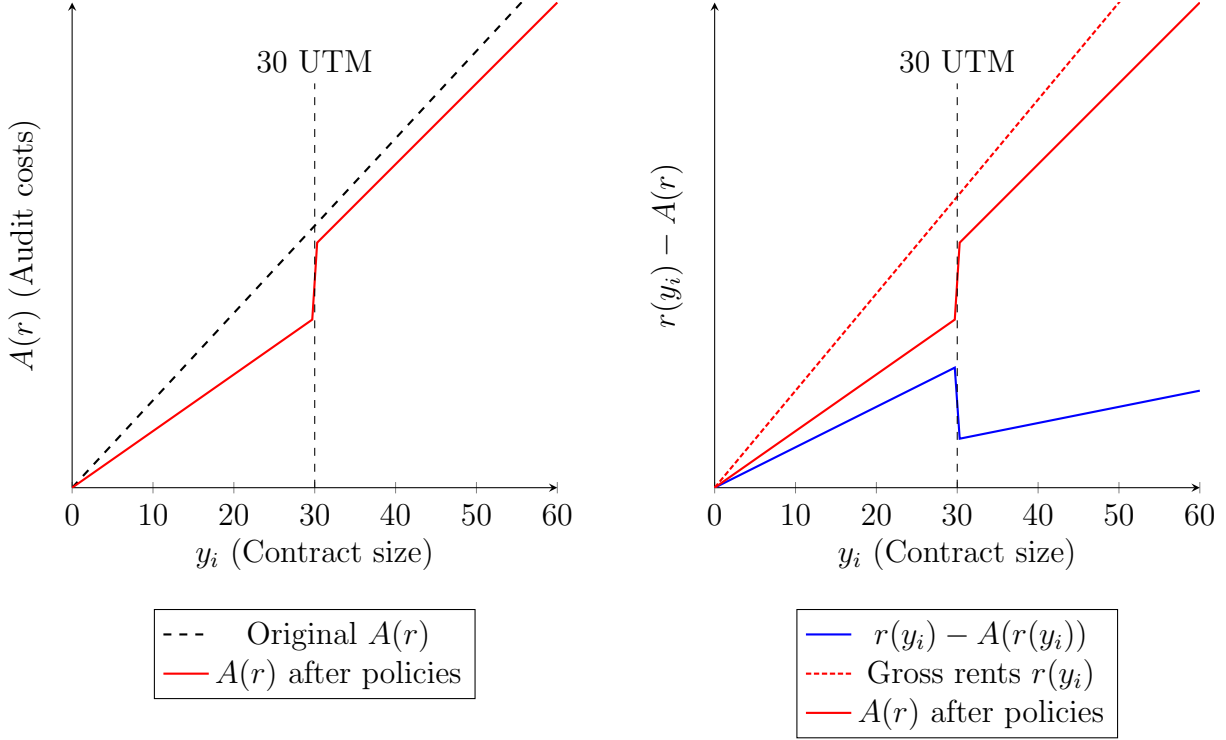 30 UTM
A(r) (Audit costs)
0 10 20 30 40 50 60
y_i (Contract size)
Original A(r)
A(r) after policies
30 UTM
r(y_i) − A(r)
0 10 20 30 40 50 60
y_i (Contract size)
r(y_i) − A(r(y_i))
Gross rents r(y_i)
A(r) after policies